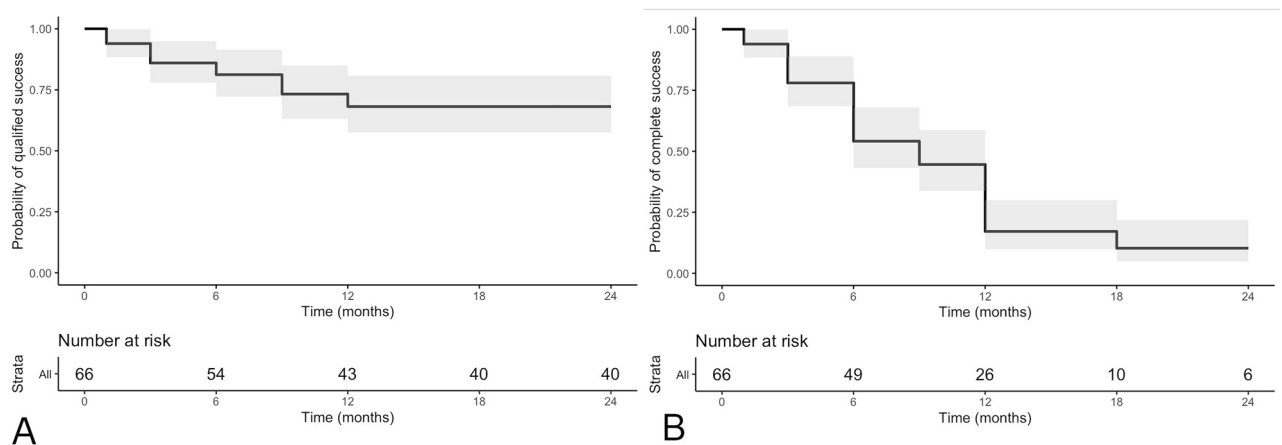 Probability of qualified success
1.00
0.75
0.50
0.25
0.00
0 6 12 18 24
Time (months)
Number at risk
Strata
All 66 54 43 40 40
0 6 12 18 24
Time (months)
A
Probability of complete success
1.00
0.75
0.50
0.25
0.00
0 6 12 18 24
Time (months)
Number at risk
Strata
All 66 49 26 10 6
0 6 12 18 24
Time (months)
B